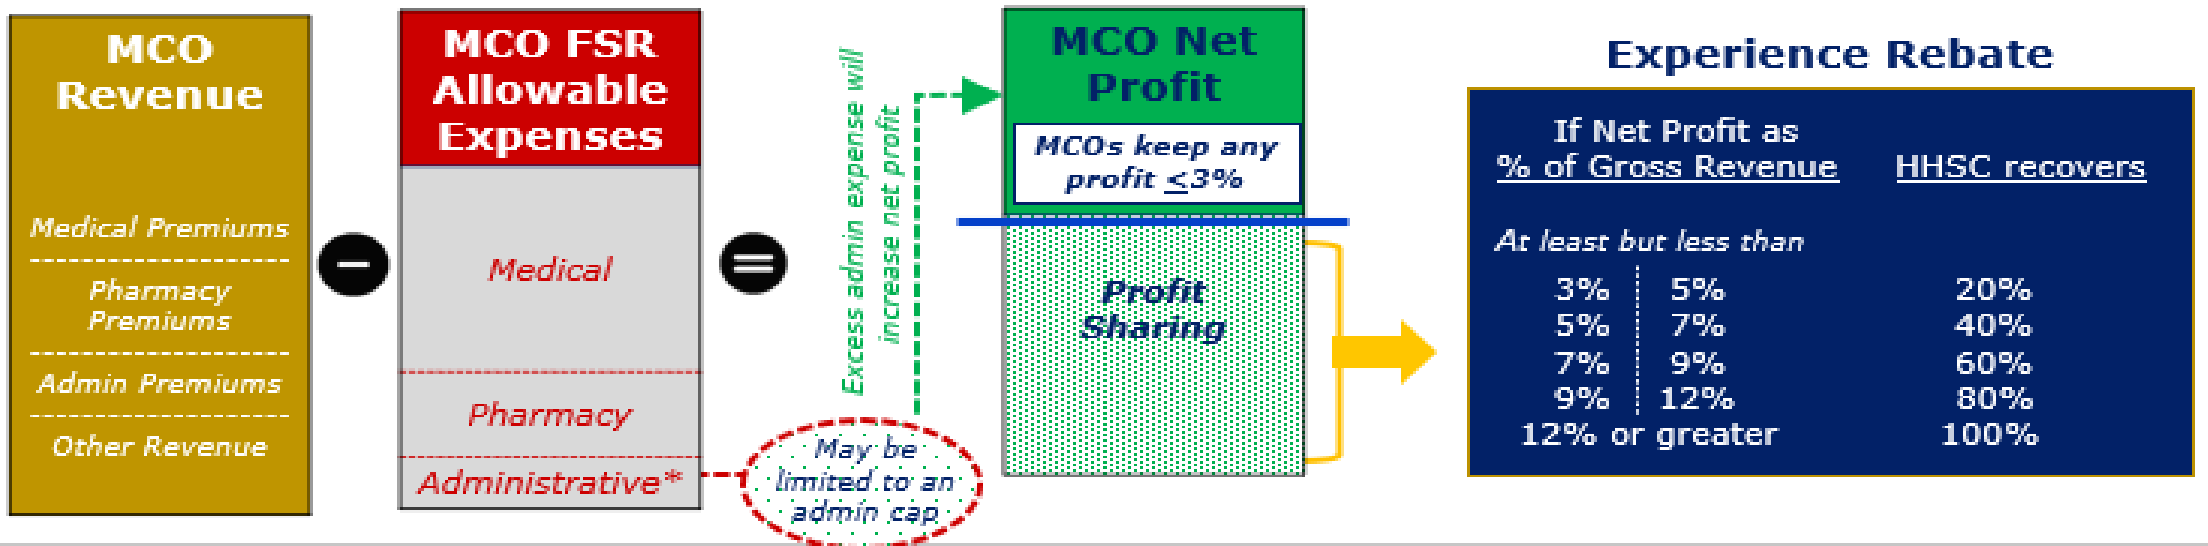 MCO
Revenue
Medical Premiums
Pharmacy
Premiums
Admin Premiums
Other Revenue
MCO FSR
Allowable
Expenses
Medical
Pharmacy
Administrative*
May be
limited to an
admin cap
Excess admin expense will
increase net profit
MCO Net
Profit
MCOs keep any
profit <3%
Profit
Sharing
Experience Rebate
If Net Profit as
% of Gross Revenue HHSC recovers
At least but less than
3% 5% 20%
5% 7% 40%
7% 9% 60%
9% 12% 80%
12% or greater 100%